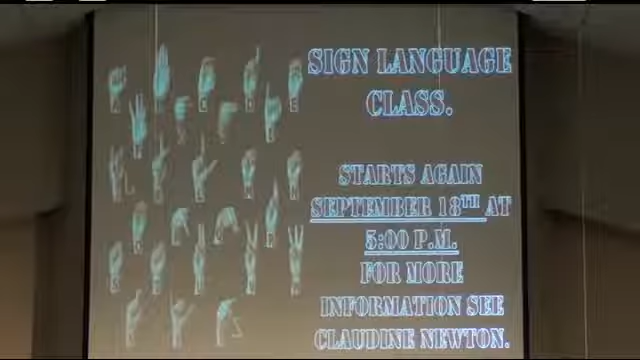 SIGN LANGUAGE
CLASS.
STARTS AGAIN
SEPTEMBER 18TH AT
5:00 P.M.
FOR MORE
INFORMATION SEE
CLAUDINE NEWTON.